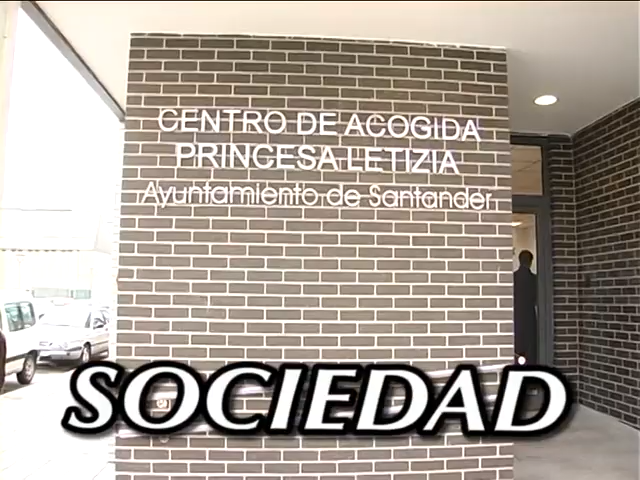 CENTRO DE ACOGIDA
PRINCESA LETIZIA
Ayuntamiento de Santander
SOCIEDAD